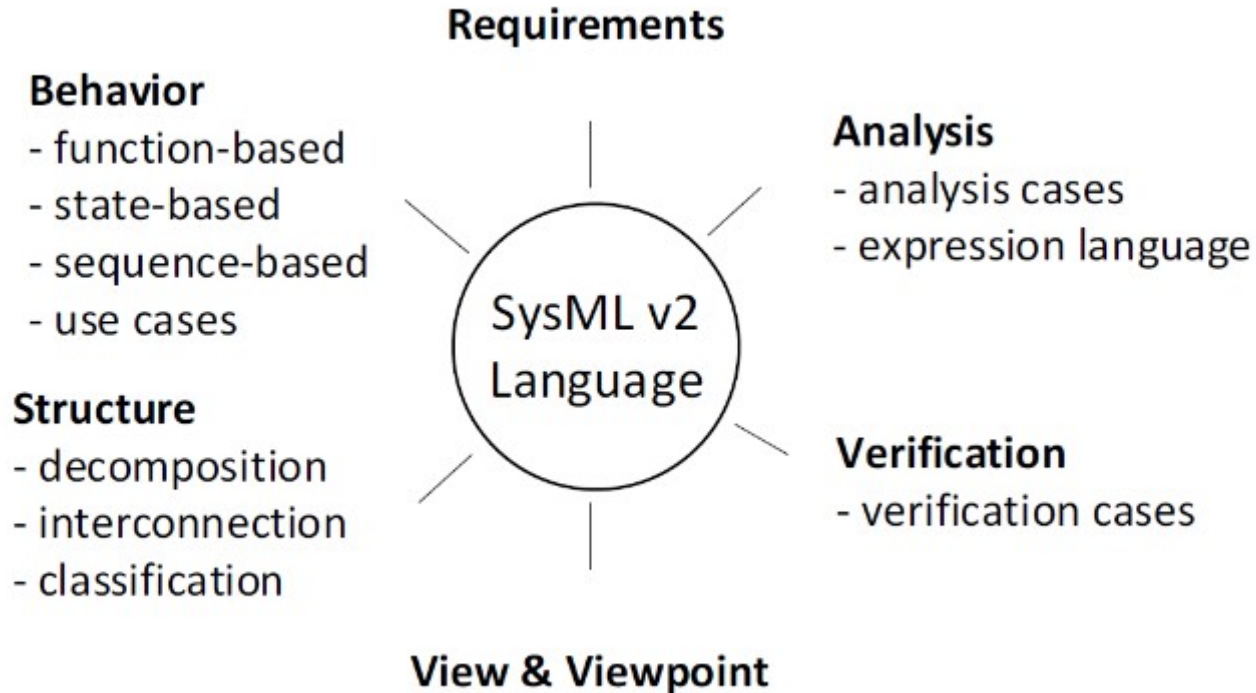 Requirements
Behavior
- function-based
- state-based
- sequence-based
- use cases
Analysis
- analysis cases
- expression language
SysML v2
Language
Structure
- decomposition
- interconnection
- classification
Verification
- verification cases
View & Viewpoint